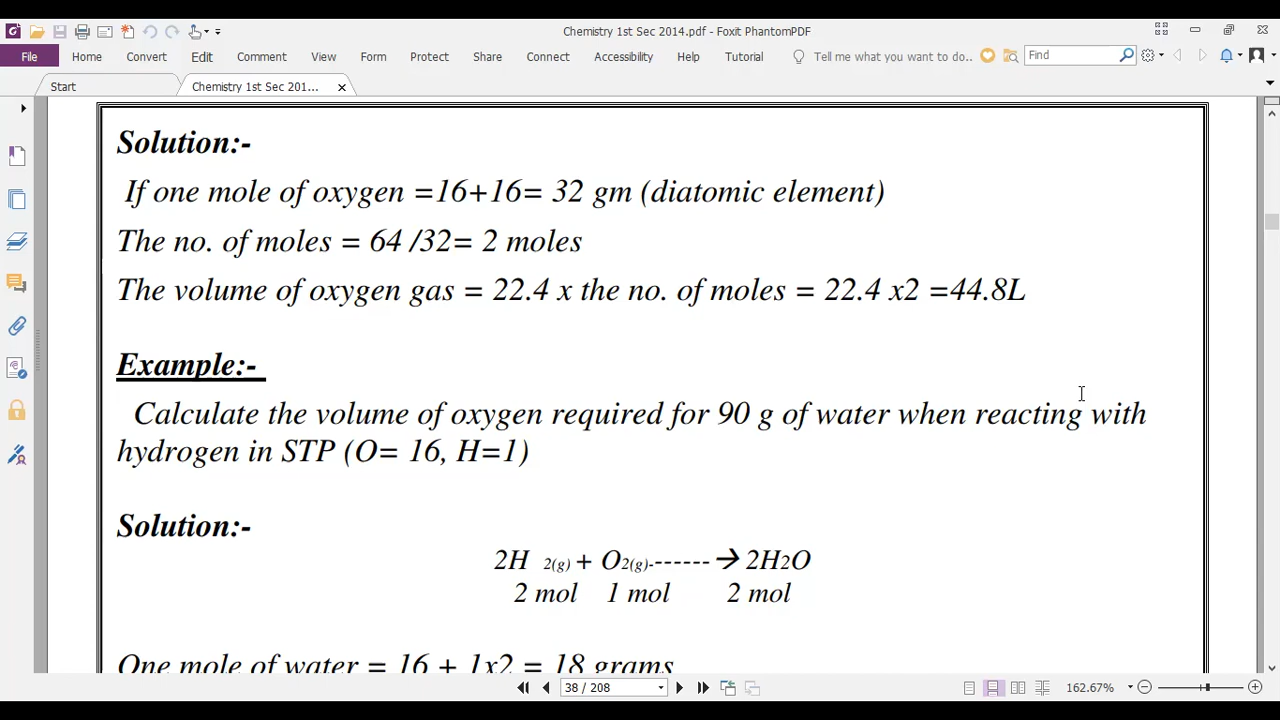 Chemistry 1st Sec 2014.pdf - Foxit PhantomPDF
File Home Convert Edit Comment View Form Protect Share Connect Accessibility Help Tutorial Tell me what you want to do.. Find
Start Chemistry 1st Sec 201...
Solution:-
If one mole of oxygen =16+16= 32 gm (diatomic element)
The no. of moles = 64 /32= 2 moles
The volume of oxygen gas = 22.4 x the no. of moles = 22.4 x2 =44.8L
Example:-
Calculate the volume of oxygen required for 90 g of water when reacting with
hydrogen in STP (O= 16, H=1)
Solution:-
2H 2(g) + O2(g)------→ 2H2O
2 mol 1 mol 2 mol
One mole of water = 16 + 1x2 = 18 grams
38 / 208 162.67%